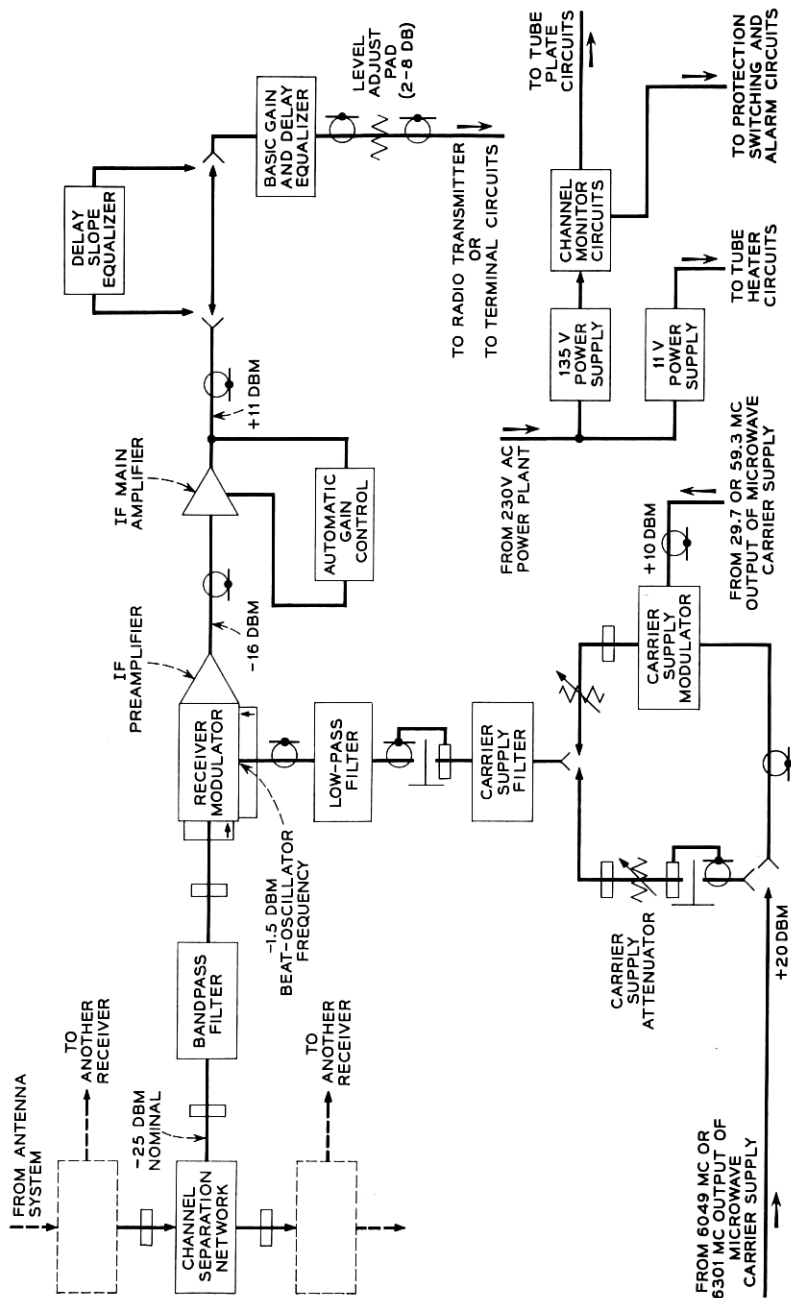 FROM ANTENNA
SYSTEM
TO
ANOTHER
RECEIVER
CHANNEL
SEPARATION
NETWORK
-25 DBM
NOMINAL
TO
ANOTHER
RECEIVER
BANDPASS
FILTER
RECEIVER
MODULATOR
-1.5 DBM
BEAT-OSCILLATOR
FREQUENCY
IF
PREAMPLIFIER
-16 DBM
IF MAIN
AMPLIFIER
AUTOMATIC
GAIN
CONTROL
+11 DBM
DELAY
SLOPE
EQUALIZER
BASIC GAIN
AND DELAY
EQUALIZER
LEVEL
ADJUST
PAD
(2-8 DB)
TO RADIO TRANSMITTER
OR
TO TERMINAL CIRCUITS
LOW-PASS
FILTER
CARRIER
SUPPLY
FILTER
CARRIER
SUPPLY
ATTENUATOR
CARRIER
SUPPLY
MODULATOR
+10 DBM
FROM 29.7 OR 59.3 MC
OUTPUT OF MICROWAVE
CARRIER SUPPLY
+20 DBM
FROM 6049 MC OR
6301 MC OUTPUT OF
MICROWAVE
CARRIER SUPPLY
FROM 230V AC
POWER PLANT
135 V
POWER
SUPPLY
11 V
POWER
SUPPLY
CHANNEL
MONITOR
CIRCUITS
TO TUBE
PLATE
CIRCUITS
TO TUBE
HEATER
CIRCUITS
TO PROTECTION
SWITCHING AND
ALARM CIRCUITS